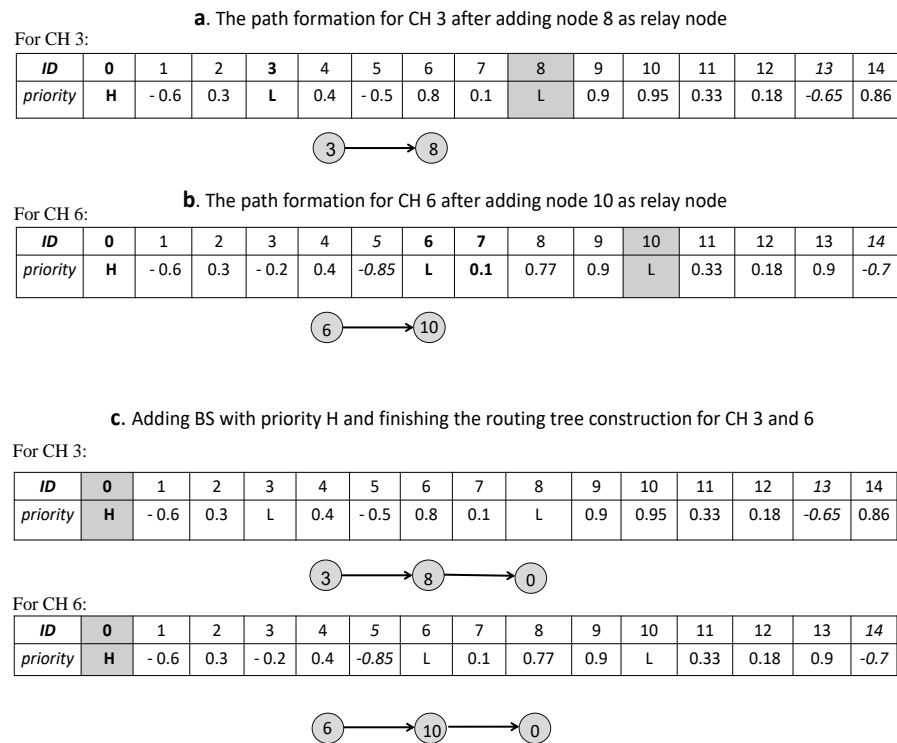 a. The path formation for CH 3 after adding node 8 as relay node
For CH 3:
ID 0 1 2 3 4 5 6 7 8 9 10 11 12 13 14
priority H - 0.6 0.3 L 0.4 - 0.5 0.8 0.1 L 0.9 0.95 0.33 0.18 -0.65 0.86
3 8
b. The path formation for CH 6 after adding node 10 as relay node
For CH 6:
ID 0 1 2 3 4 5 6 7 8 9 10 11 12 13 14
priority H - 0.6 0.3 - 0.2 0.4 -0.85 L 0.1 0.77 0.9 L 0.33 0.18 0.9 -0.7
6 10
c. Adding BS with priority H and finishing the routing tree construction for CH 3 and 6
For CH 3:
ID 0 1 2 3 4 5 6 7 8 9 10 11 12 13 14
priority H - 0.6 0.3 L 0.4 - 0.5 0.8 0.1 L 0.9 0.95 0.33 0.18 -0.65 0.86
3 8 0
For CH 6:
ID 0 1 2 3 4 5 6 7 8 9 10 11 12 13 14
priority H - 0.6 0.3 - 0.2 0.4 -0.85 L 0.1 0.77 0.9 L 0.33 0.18 0.9 -0.7
6 10 0